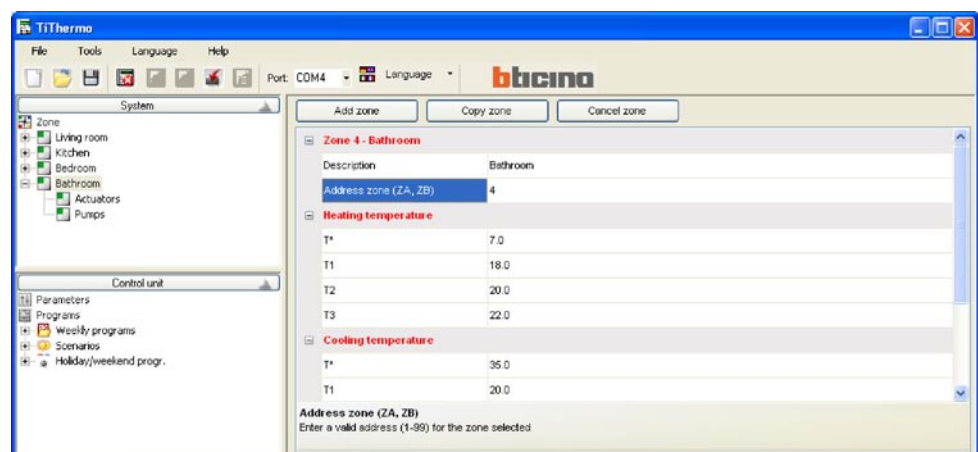 TiThermo
File Tools Language Help
Port: COM4 Language bticino
System
Zone
Living room
Kitchen
Bedroom
Bathroom
Actuators
Pumps
Control unit
Parameters
Programs
Weekly programs
Scenarios
Holiday/weekend progr.
Add zone Copy zone Cancel zone
Zone 4 - Bathroom
Description Bathroom
Address zone (ZA, ZB) 4
Heating temperature
T* 7.0
T1 18.0
T2 20.0
T3 22.0
Cooling temperature
T* 35.0
T1 20.0
Address zone (ZA, ZB)
Enter a valid address (1-99) for the zone selected